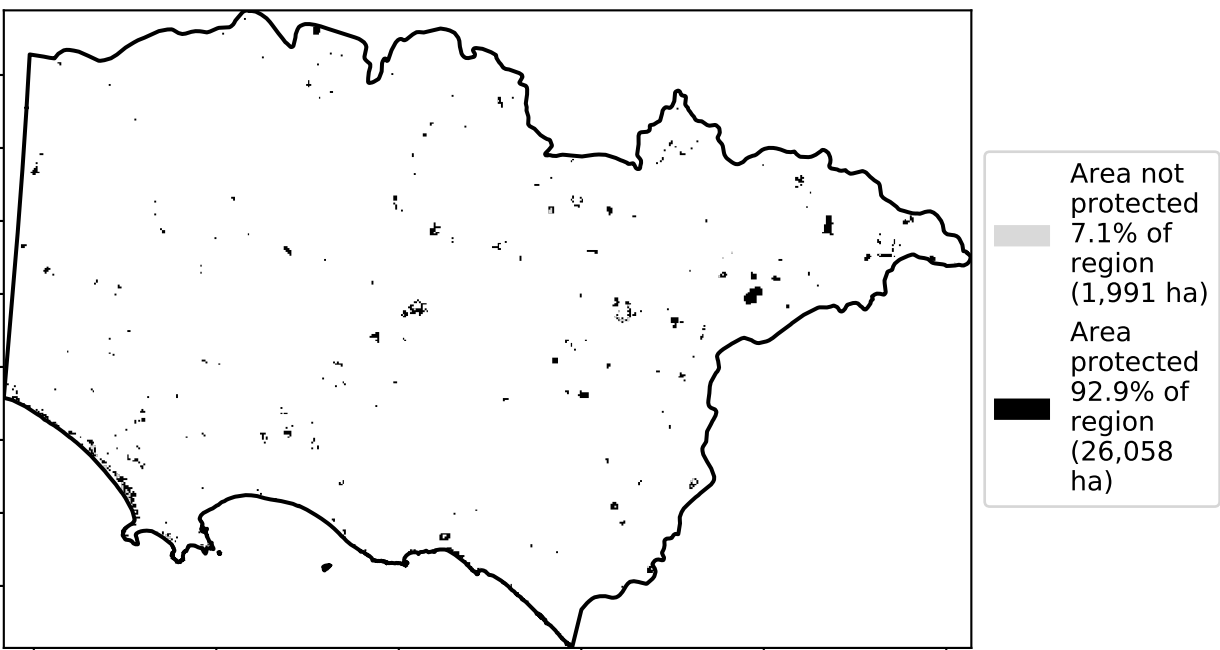 Area not
protected
7.1% of
region
(1,991 ha)
Area
protected
92.9% of
region
(26,058
ha)